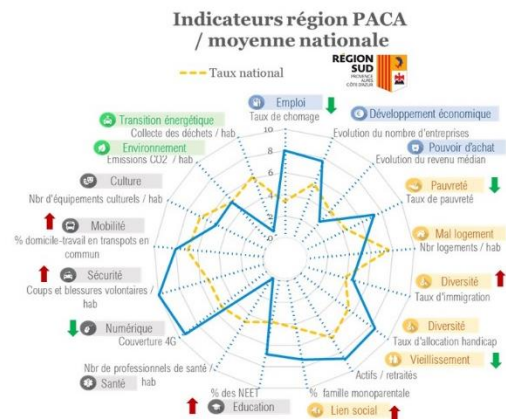 Indicateurs région PACA
/ moyenne nationale
Taux national
RÉGION
SUD
PROVENCE
ALPES
CÔTE D'AZUR
Emploi
Taux de chomage
Développement économique
Evolution du nombre d'entreprises
Pouvoir d'achat
Evolution du revenu médian
Pauvreté
Taux de pauvreté
Mal logement
Nbr logements / hab
Diversité
Taux d'immigration
Diversité
Taux d'allocation handicap
Vieillissement
Actifs / retraités
% famille monoparentale
Lien social
% des NEET
Education
Nbr de professionnels de santé /
hab
Santé
Numérique
Couverture 4G
Sécurité
Coups et blessures volontaires /
hab
Mobilité
% domicile-travail en transpots en
commun
Culture
Nbr d'équipements culturels / hab
Environnement
Emissions CO2 / hab
Transition énergétique
Collecte des déchets / hab
10
8
6
4
2
0